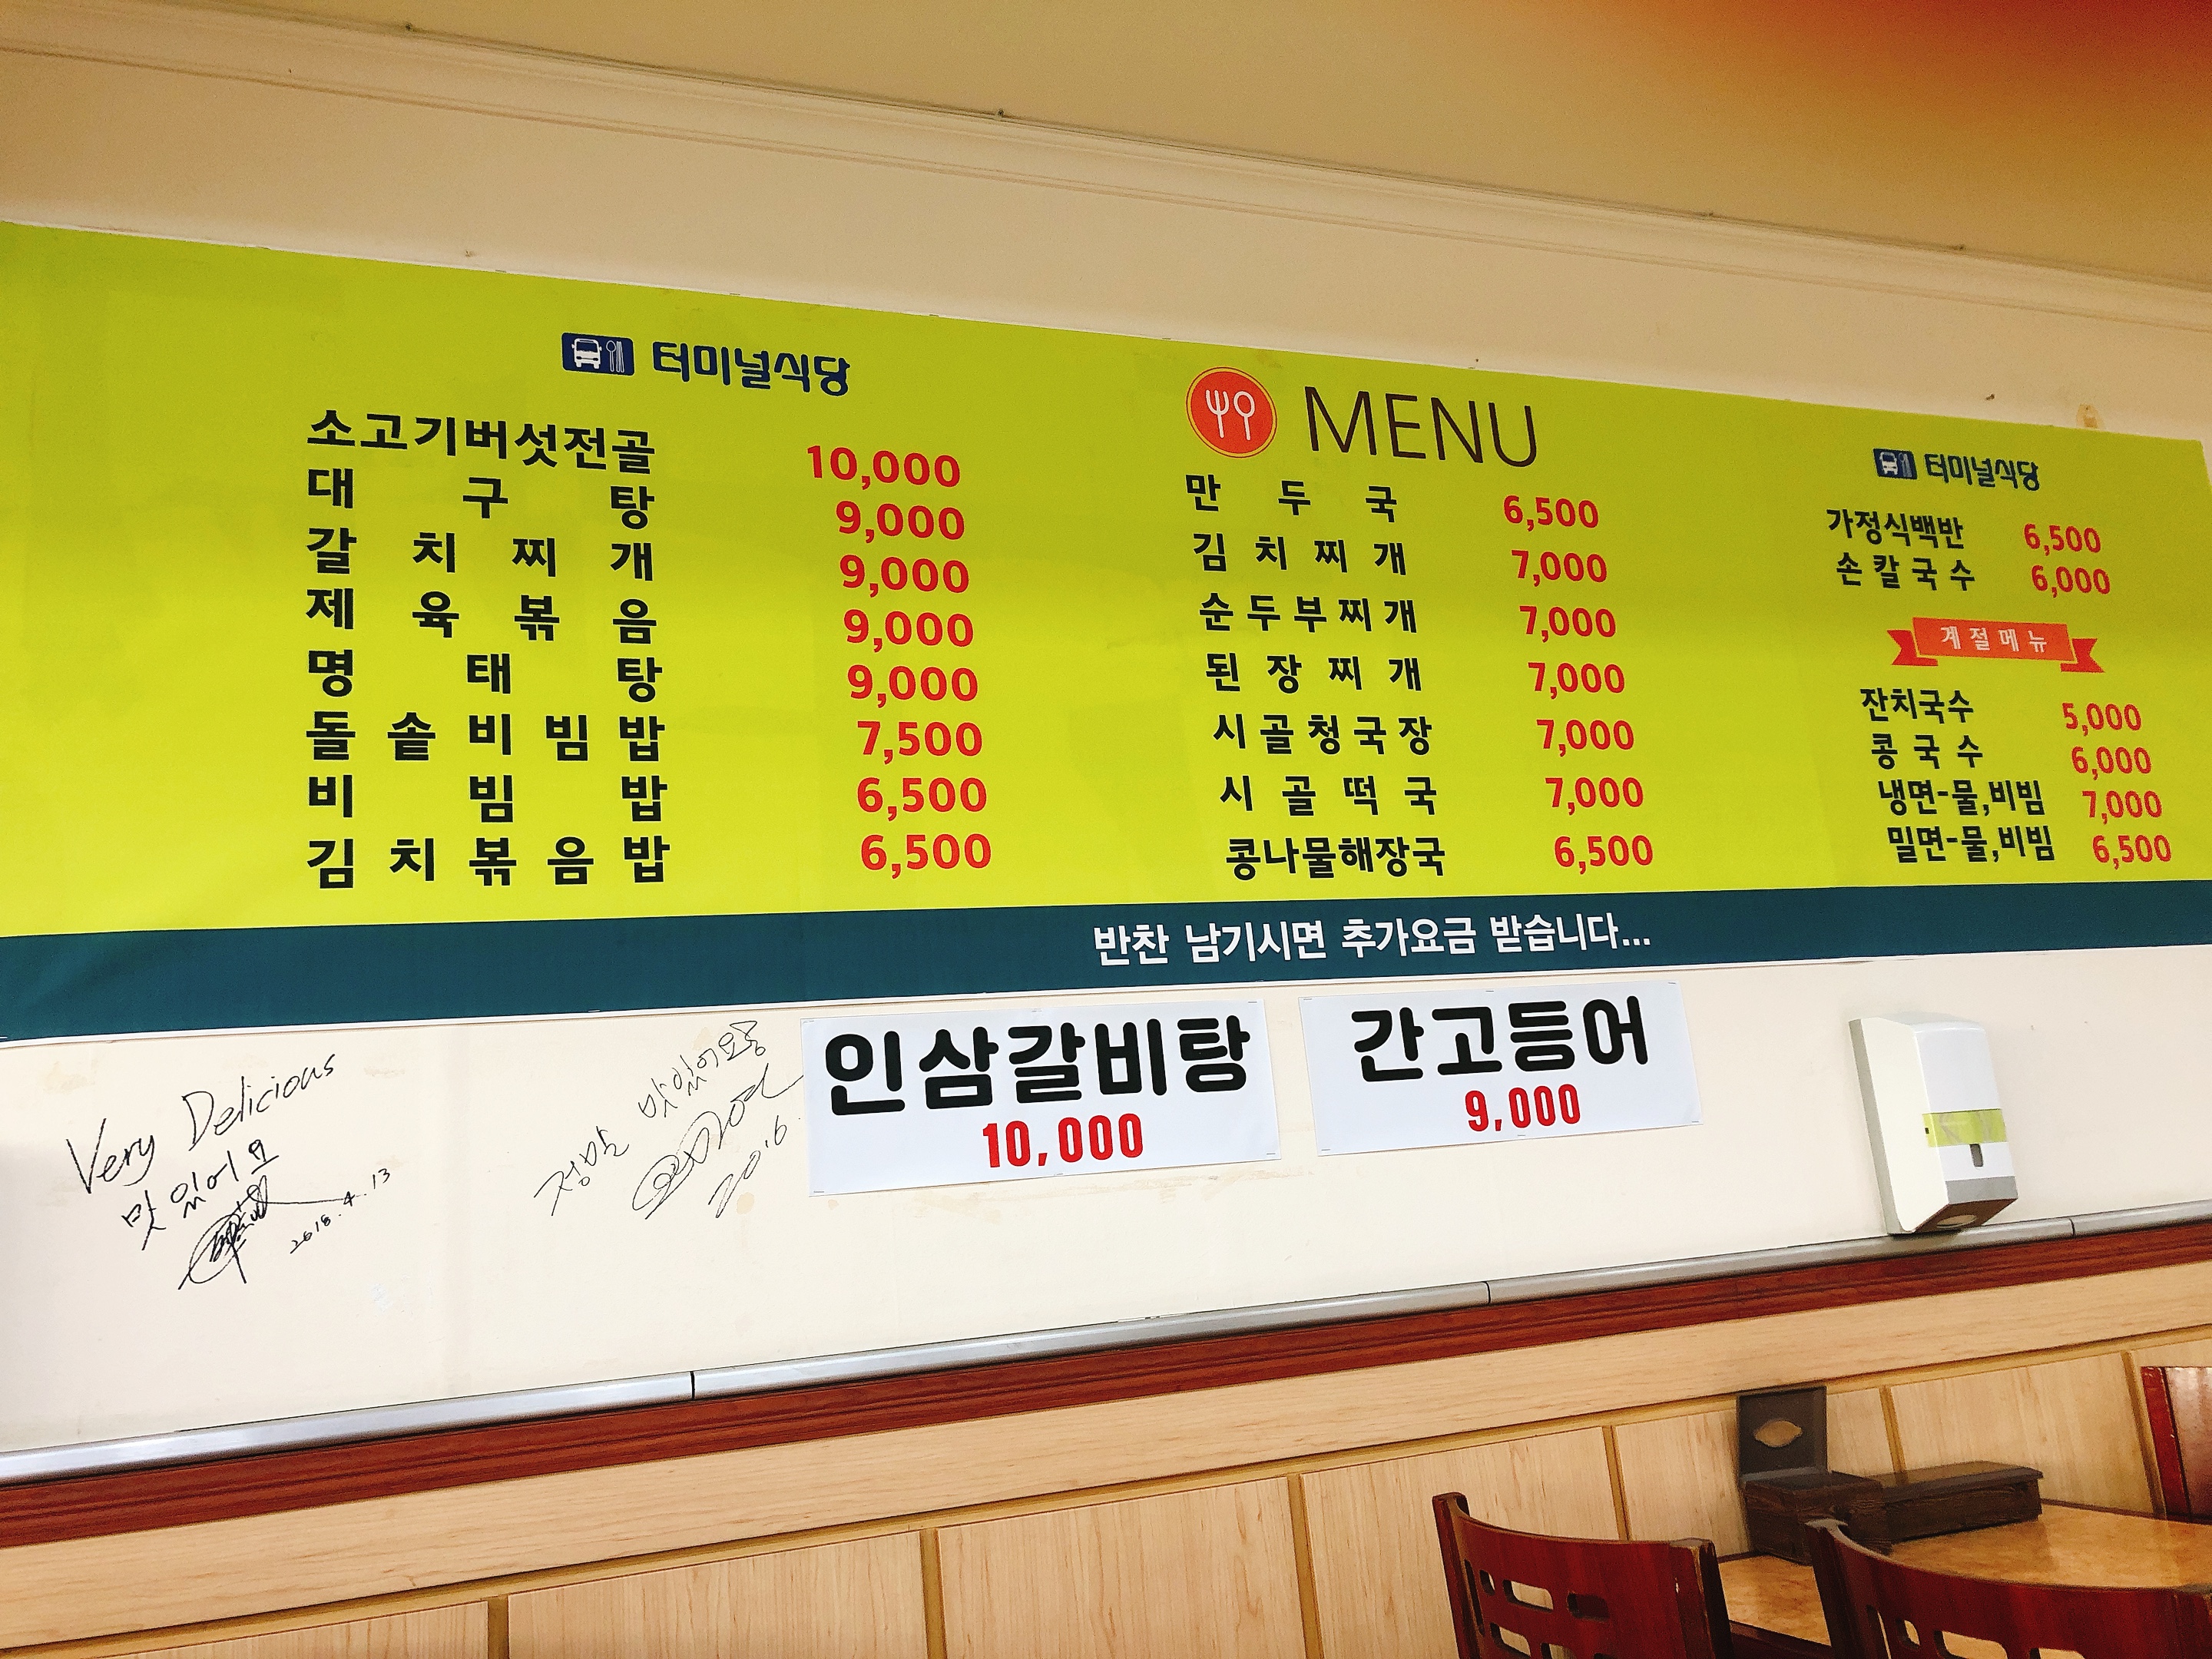 터미널식당
소고기버섯전골 10,000
대구탕 9,000
갈치찌개 9,000
제육볶음 9,000
명태탕 9,000
돌솥비빔밥 7,500
비빔밥 6,500
김치볶음밥 6,500
MENU
만두국 6,500
김치찌개 7,000
순두부찌개 7,000
된장찌개 7,000
시골청국장 7,000
시골떡국 7,000
콩나물해장국 6,500
터미널식당
가정식백반 6,500
손칼국수 6,000
계절메뉴
잔치국수 5,000
콩국수 6,000
냉면-물,비빔 7,000
밀면-물,비빔 6,500
반찬 남기시면 추가요금 받습니다...
인삼갈비탕
10,000
간고등어
9,000
Very Delicious
맛있어요
2018.4.13
정말 맛있어요
2016.